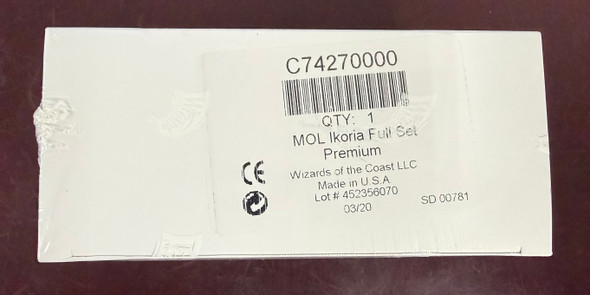 C74270000
QTY: 1
MOL Ikoria Full Set
Premium
Wizards of the Coast LLC
Made in U.S.A
Lot # 452356070
03/20
SD 00781
CE